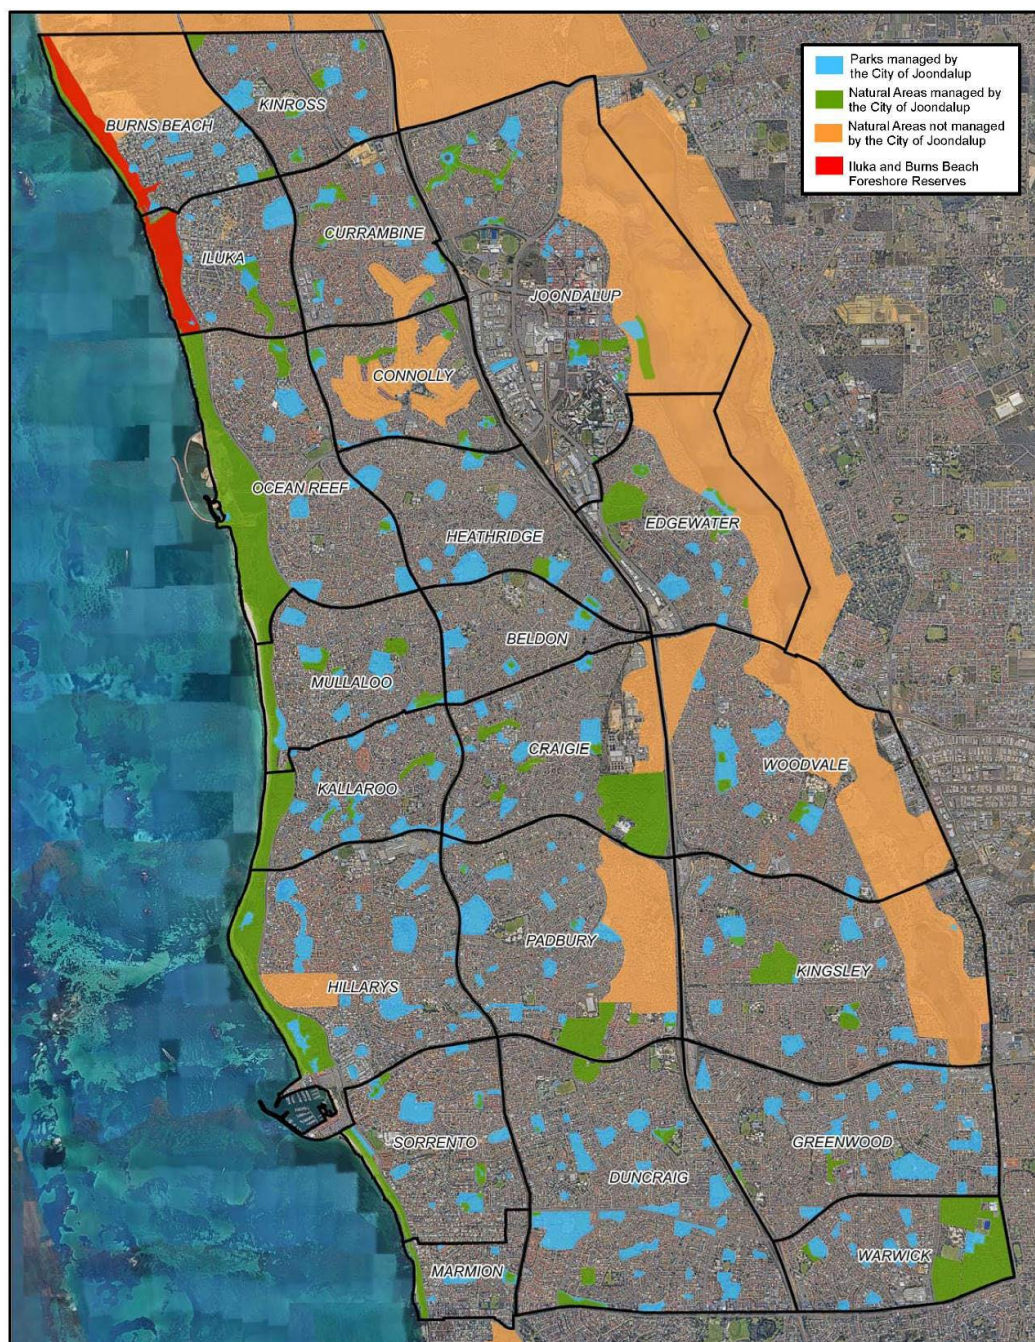 Parks managed by
the City of Joondalup
Natural Areas managed by
the City of Joondalup
Natural Areas not managed
by the City of Joondalup
Iluka and Burns Beach
Foreshore Reserves
KINROSS
BURNS BEACH
CURRAMBINE
ILUKA
JOONDALUP
CONNOLLY
OCEAN REEF
EDGEWATER
HEATHRIDGE
BELDON
MULLALOO
CRAIGIE
WOODVALE
KALLAROO
PADBURY
KINGSLEY
HILLARYS
SORRENTO
GREENWOOD
DUNCRAIG
WARWICK
MARMION